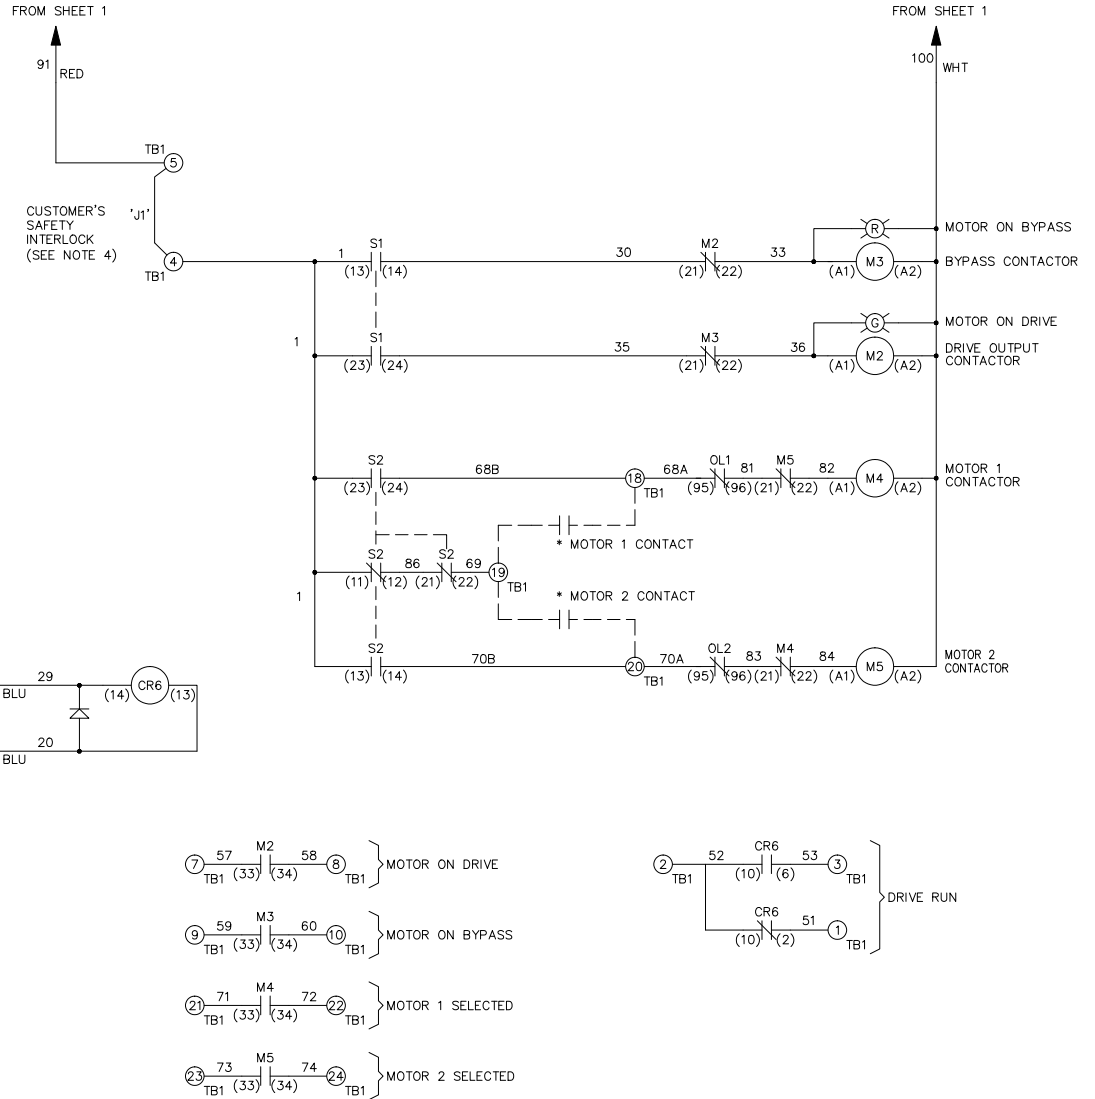 FROM SHEET 1
FROM SHEET 1
91
RED
100
WHT
TB1
5
CUSTOMER'S
SAFETY
INTERLOCK
(SEE NOTE 4)
'J1'
4
TB1
1
S1
(13) (14)
30
M2
(21) (22)
33
R
MOTOR ON BYPASS
(A1) M3 (A2)
BYPASS CONTACTOR
1
S1
(23) (24)
35
M3
(21) (22)
36
G
MOTOR ON DRIVE
(A1) M2 (A2)
DRIVE OUTPUT
CONTACTOR
S2
(23) (24)
68B
18
TB1
68A
OL1
(95) (96)
81
M5
(21) (22)
82
(A1) M4 (A2)
MOTOR 1
CONTACTOR
* MOTOR 1 CONTACT
S2
(11) (12)
86
S2
(21) (22)
69
19
TB1
* MOTOR 2 CONTACT
1
S2
(13) (14)
70B
20
TB1
70A
OL2
(95) (96)
83
M4
(21) (22)
84
(A1) M5 (A2)
MOTOR 2
CONTACTOR
29
BLU
(14) CR6 (13)
20
BLU
7
TB1
57
M2
(33) (34)
58
8
TB1
MOTOR ON DRIVE
9
TB1
59
M3
(33) (34)
60
10
TB1
MOTOR ON BYPASS
21
TB1
71
M4
(33) (34)
72
22
TB1
MOTOR 1 SELECTED
23
TB1
73
M5
(33) (34)
74
24
TB1
MOTOR 2 SELECTED
2
TB1
52
CR6
(10) (6)
53
3
TB1
CR6
(10) (2)
51
1
TB1
DRIVE RUN